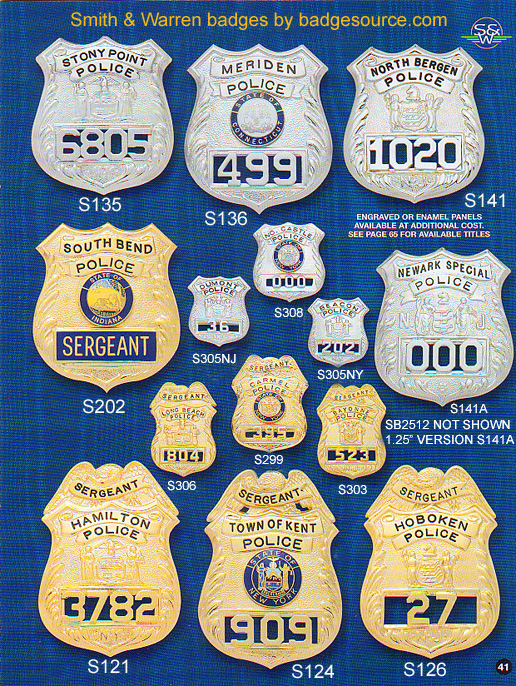 Smith & Warren badges by badgesource.com
S&W
STONY POINT
POLICE
6805
S135
MERIDEN
POLICE
STATE OF
CONNECTICUT
499
S136
NORTH BERGEN
POLICE
1020
S141
ENGRAVED OR ENAMEL PANELS
AVAILABLE AT ADDITIONAL COST.
SEE PAGE 65 FOR AVAILABLE TITLES
SOUTH BEND
POLICE
STATE OF
INDIANA
SERGEANT
S202
DUMONT
POLICE
36
S305NJ
NO. CASTLE
POLICE
000
S308
BEACON
POLICE
202
S305NY
NEWARK SPECIAL
POLICE
N J
000
S141A
SB2512 NOT SHOWN
1.25" VERSION S141A
SERGEANT
LONG BEACH
POLICE
804
S306
SERGEANT
CARMEL
POLICE
S299
SERGEANT
BAYONNE
POLICE
523
S303
SERGEANT
HAMILTON
POLICE
3782
S121
SERGEANT
TOWN OF KENT
POLICE
STATE OF
NEW YORK
909
S124
SERGEANT
HOBOKEN
POLICE
27
S126
41